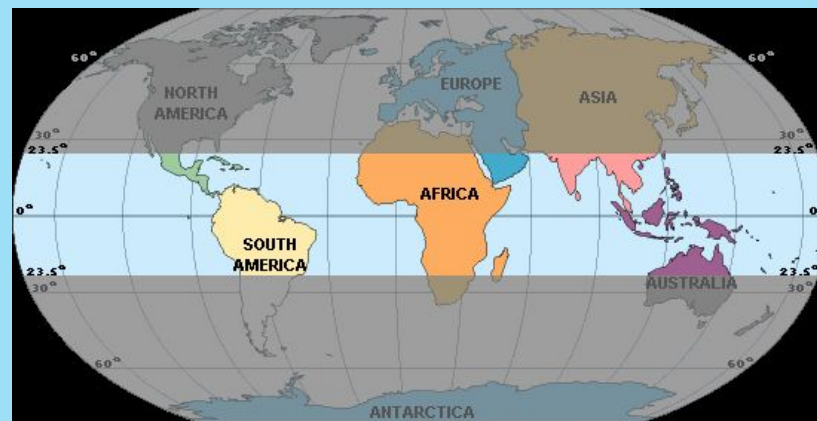 60° 60°
NORTH
AMERICA
EUROPE
ASIA
30° 30°
23.5° 23.5°
AFRICA
0° 0°
SOUTH
AMERICA
23.5° 23.5°
AUSTRALIA
30° 30°
60° 60°
ANTARCTICA